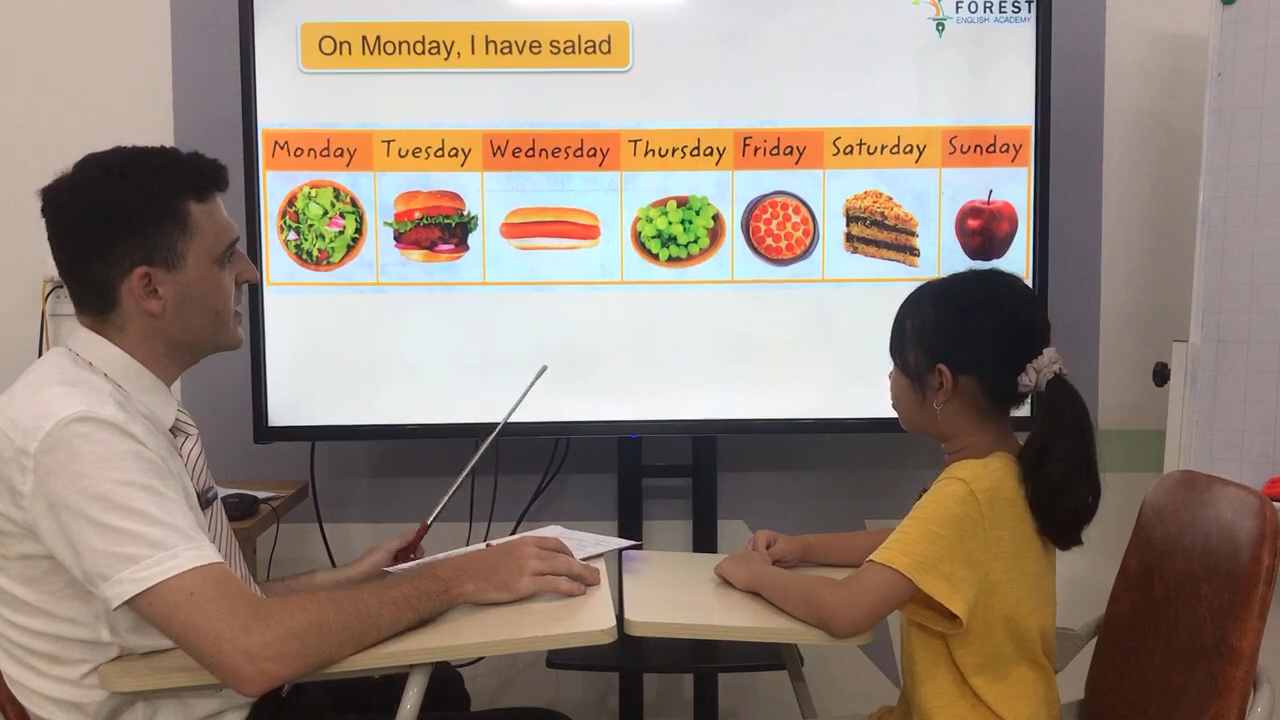 FOREST
ENGLISH ACADEMY
On Monday, I have salad
Monday Tuesday Wednesday Thursday Friday Saturday Sunday